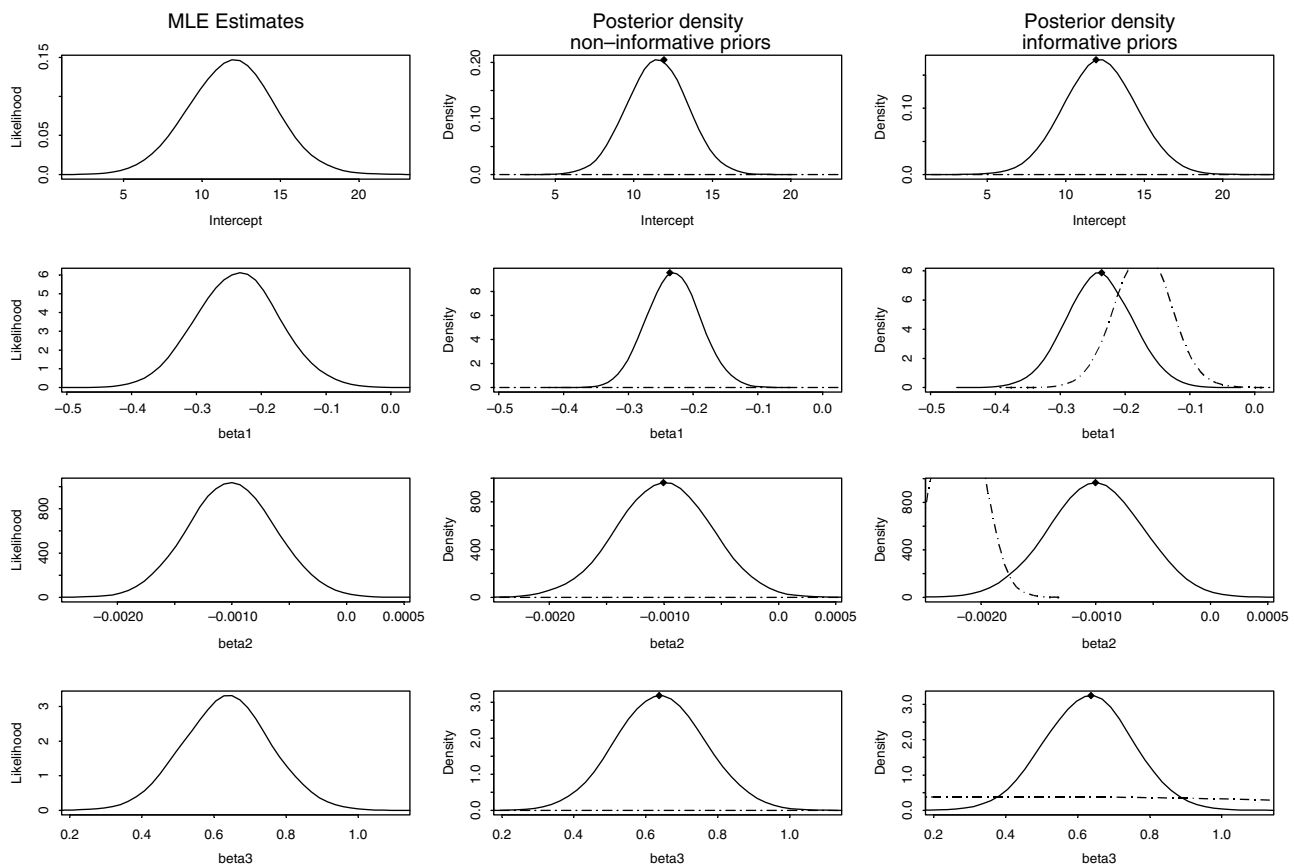 MLE Estimates
Posterior density
non–informative priors
Posterior density
informative priors
Likelihood
0.0 0.05 0.15
5 10 15 20
Intercept
Density
0.0 0.10 0.20
5 10 15 20
Intercept
Density
0.0 0.10
5 10 15 20
Intercept
Likelihood
0 1 2 3 4 5 6
−0.5 −0.4 −0.3 −0.2 −0.1 0.0
beta1
Density
0 2 4 6 8
−0.5 −0.4 −0.3 −0.2 −0.1 0.0
beta1
Density
0 2 4 6 8
−0.5 −0.4 −0.3 −0.2 −0.1 0.0
beta1
Likelihood
0 400 800
−0.0020 −0.0010 0.0 0.0005
beta2
Density
0 400 800
−0.0020 −0.0010 0.0 0.0005
beta2
Density
0 400 800
−0.0020 −0.0010 0.0 0.0005
beta2
Likelihood
0 1 2 3
0.2 0.4 0.6 0.8 1.0
beta3
Density
0.0 1.0 2.0 3.0
0.2 0.4 0.6 0.8 1.0
beta3
Density
0.0 1.0 2.0 3.0
0.2 0.4 0.6 0.8 1.0
beta3